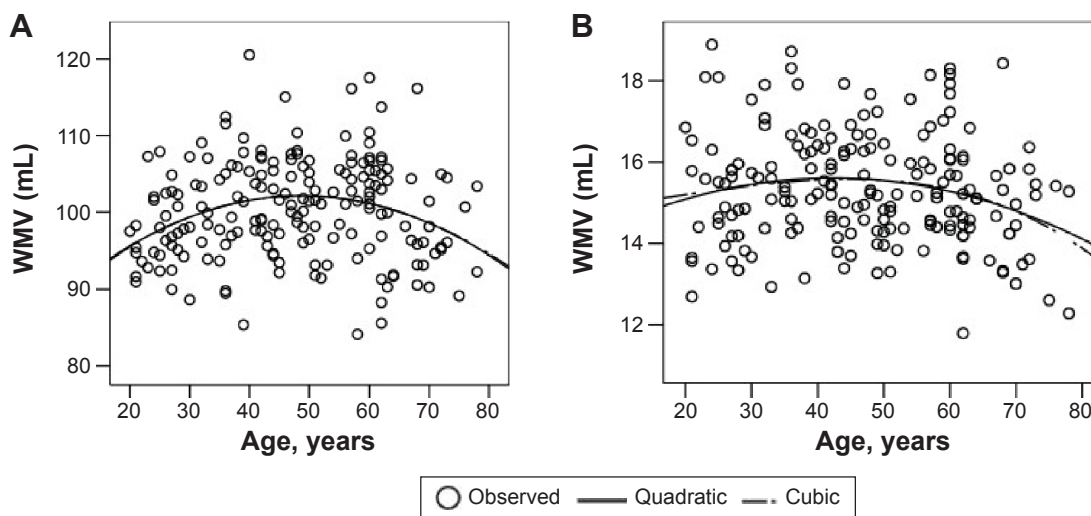 A
WMV (mL)
120
110
100
90
80
20 30 40 50 60 70 80
Age, years
B
WMV (mL)
18
16
14
12
20 30 40 50 60 70 80
Age, years
Observed Quadratic Cubic